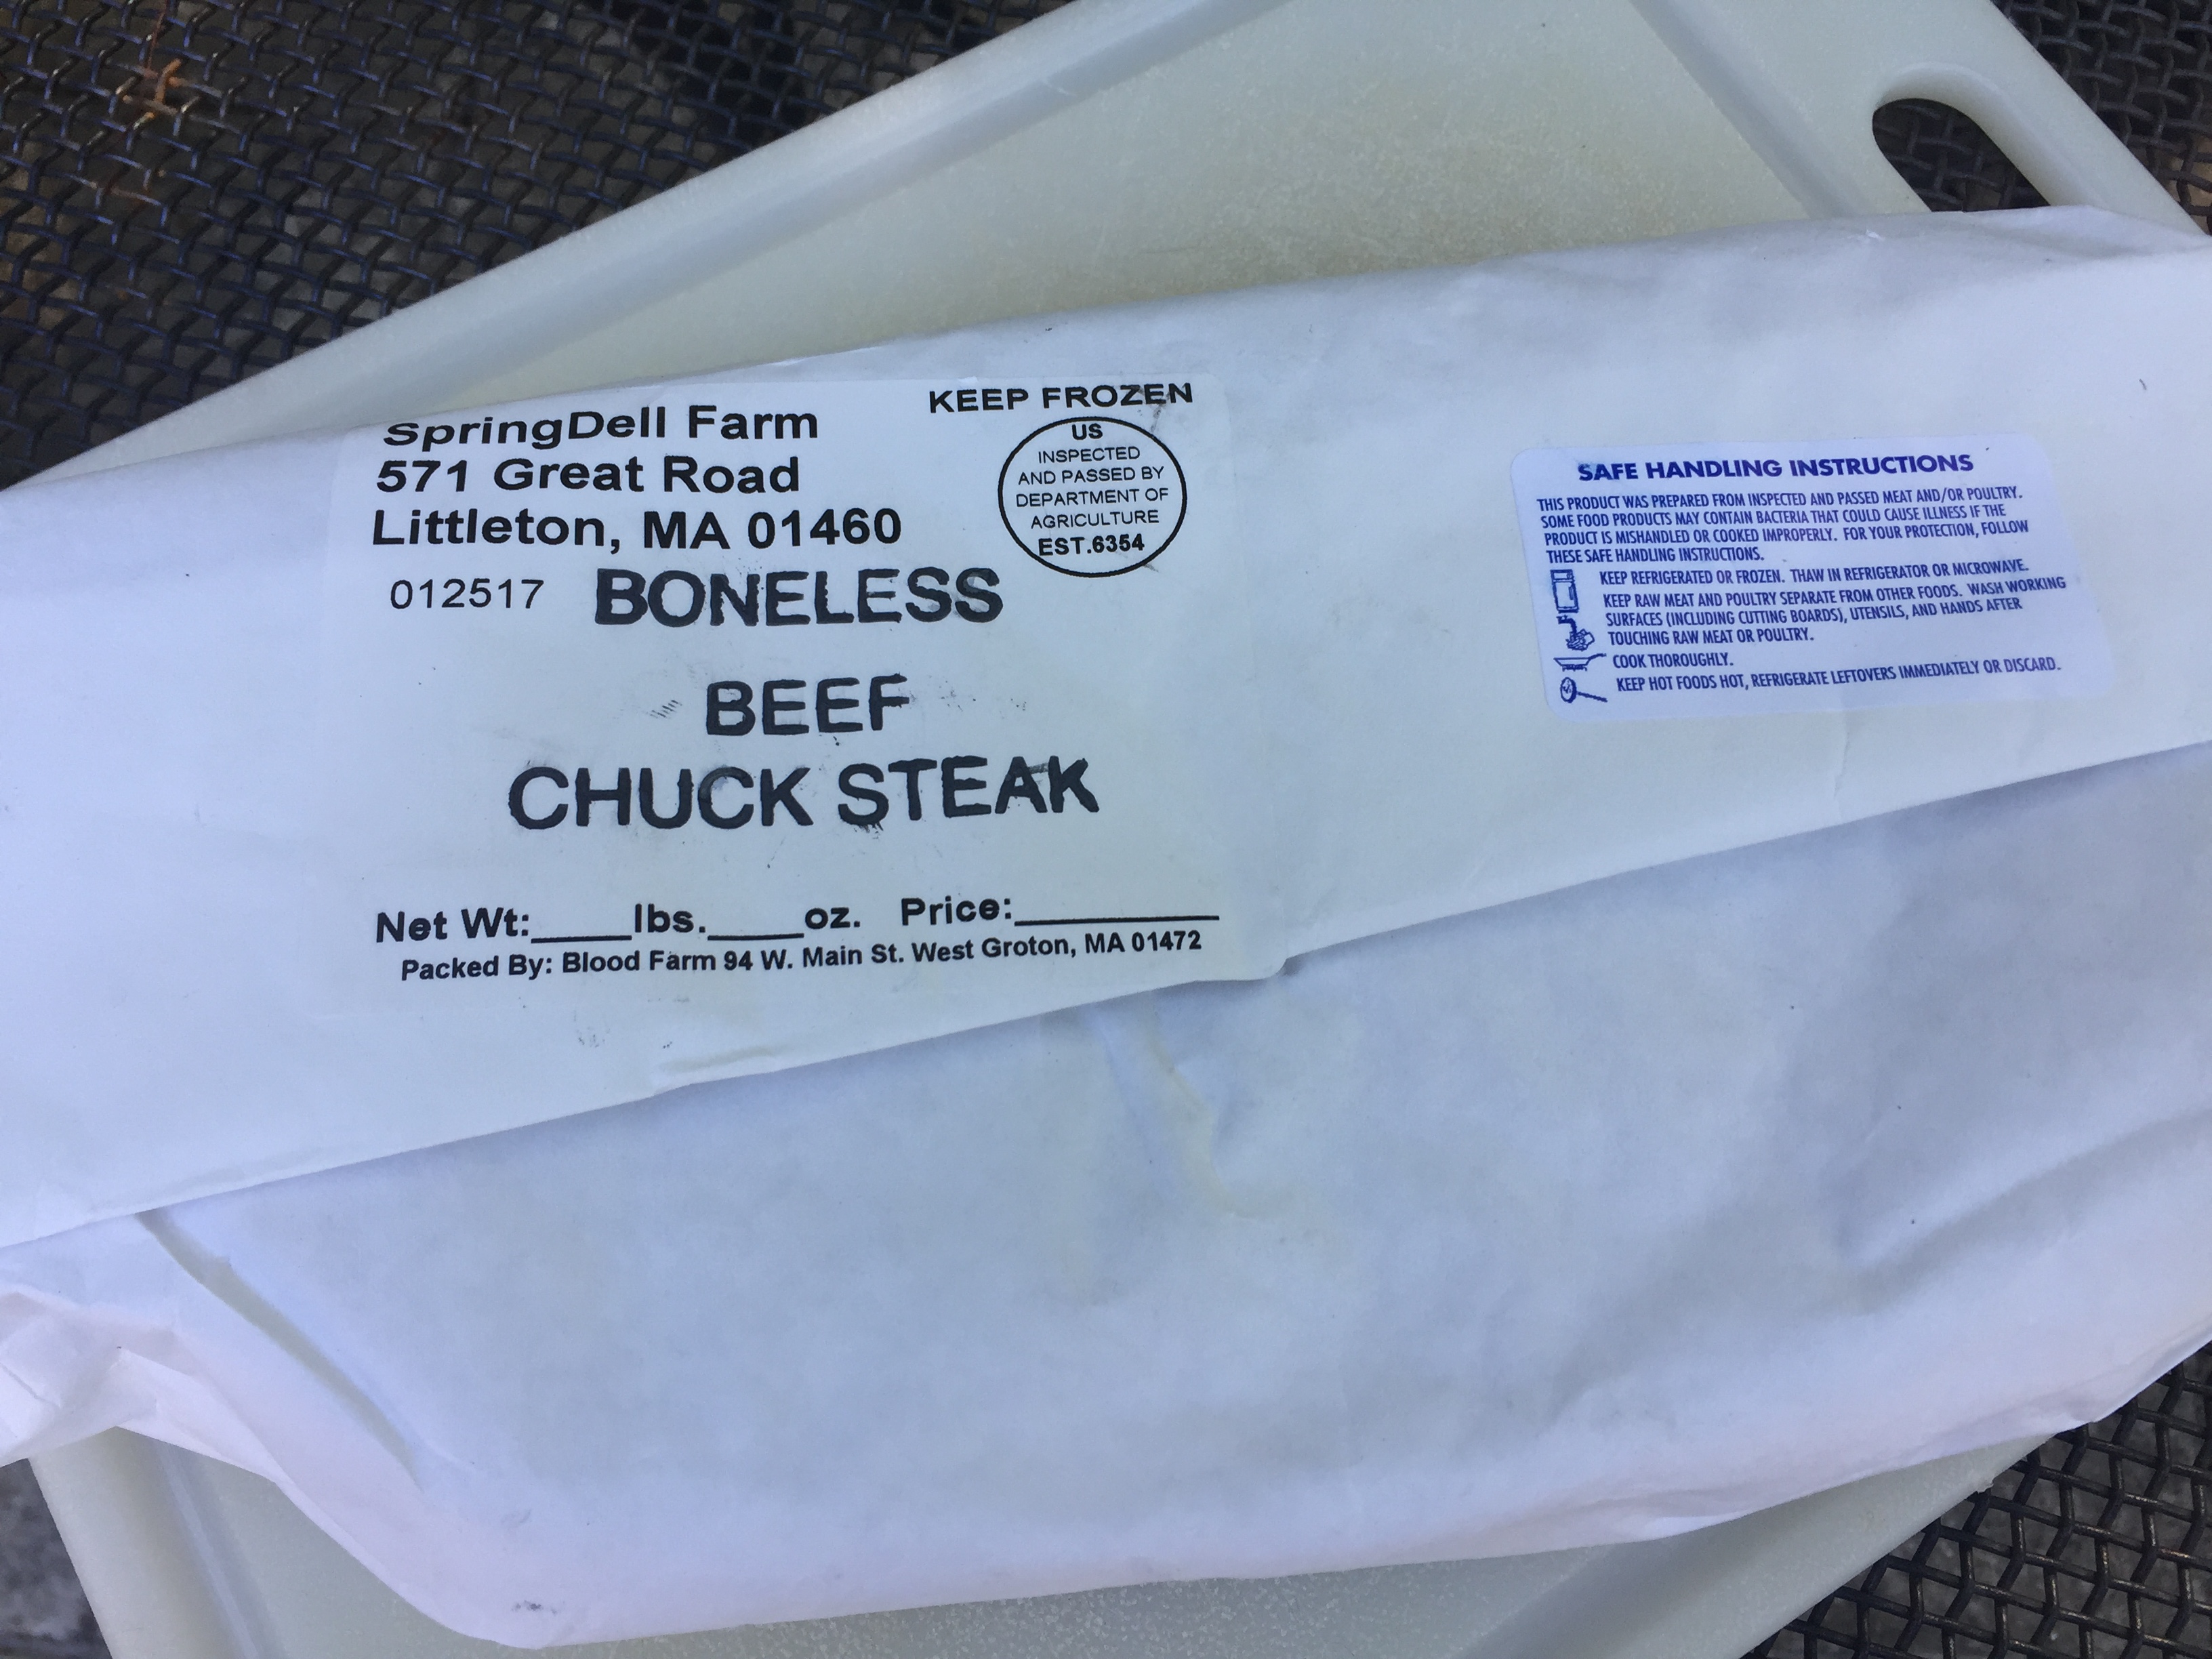 SpringDell Farm
571 Great Road
Littleton, MA 01460
KEEP FROZEN
US
INSPECTED
AND PASSED BY
DEPARTMENT OF
AGRICULTURE
EST.6354
012517 BONELESS
BEEF
CHUCK STEAK
Net Wt:____lbs.____oz. Price:_________
Packed By: Blood Farm 94 W. Main St. West Groton, MA 01472
SAFE HANDLING INSTRUCTIONS
THIS PRODUCT WAS PREPARED FROM INSPECTED AND PASSED MEAT AND/OR POULTRY.
SOME FOOD PRODUCTS MAY CONTAIN BACTERIA THAT COULD CAUSE ILLNESS IF THE
PRODUCT IS MISHANDLED OR COOKED IMPROPERLY. FOR YOUR PROTECTION, FOLLOW
THESE SAFE HANDLING INSTRUCTIONS.
KEEP REFRIGERATED OR FROZEN. THAW IN REFRIGERATOR OR MICROWAVE.
KEEP RAW MEAT AND POULTRY SEPARATE FROM OTHER FOODS. WASH WORKING
SURFACES (INCLUDING CUTTING BOARDS), UTENSILS, AND HANDS AFTER
TOUCHING RAW MEAT OR POULTRY.
COOK THOROUGHLY.
KEEP HOT FOODS HOT, REFRIGERATE LEFTOVERS IMMEDIATELY OR DISCARD.